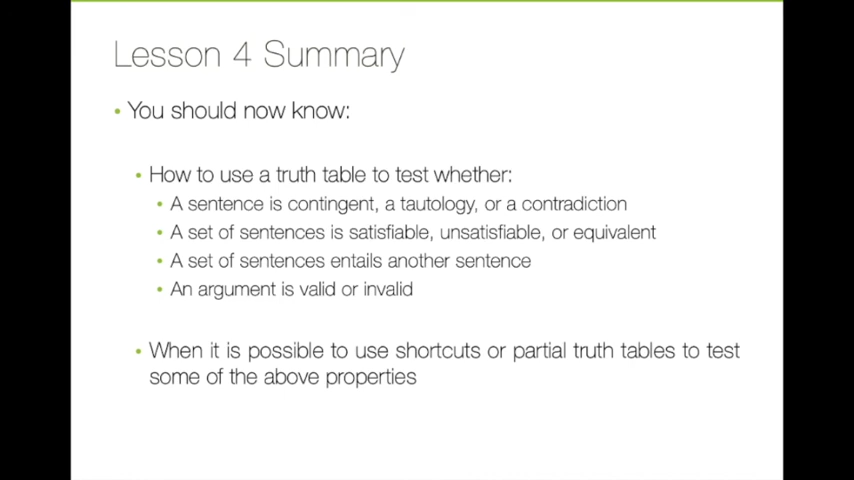 Lesson 4 Summary
• You should now know:
• How to use a truth table to test whether:
• A sentence is contingent, a tautology, or a contradiction
• A set of sentences is satisfiable, unsatisfiable, or equivalent
• A set of sentences entails another sentence
• An argument is valid or invalid
• When it is possible to use shortcuts or partial truth tables to test
some of the above properties